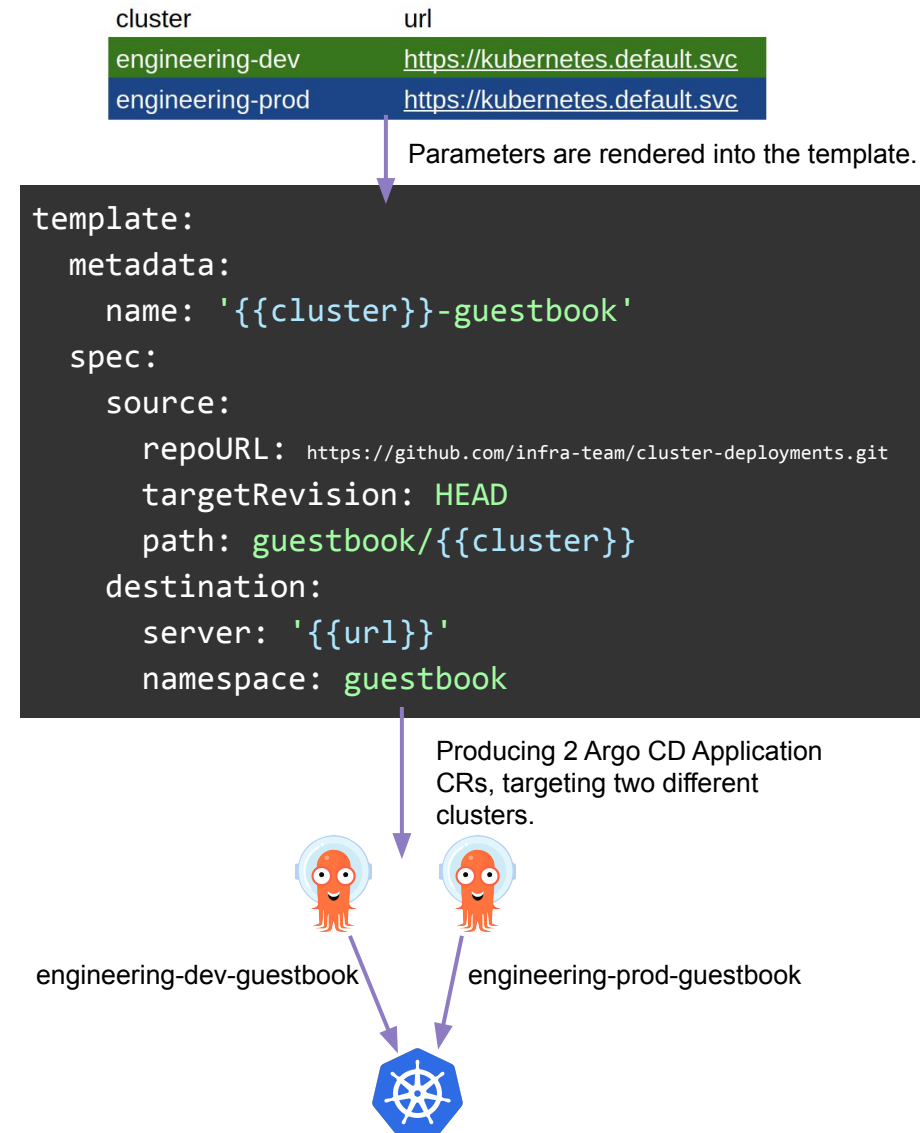 cluster url
engineering-dev https://kubernetes.default.svc
engineering-prod https://kubernetes.default.svc
Parameters are rendered into the template.
template:
  metadata:
    name: '{{cluster}}-guestbook'
  spec:
    source:
      repoURL: https://github.com/infra-team/cluster-deployments.git
      targetRevision: HEAD
      path: guestbook/{{cluster}}
    destination:
      server: '{{url}}'
      namespace: guestbook
Producing 2 Argo CD Application
CRs, targeting two different
clusters.
engineering-dev-guestbook engineering-prod-guestbook